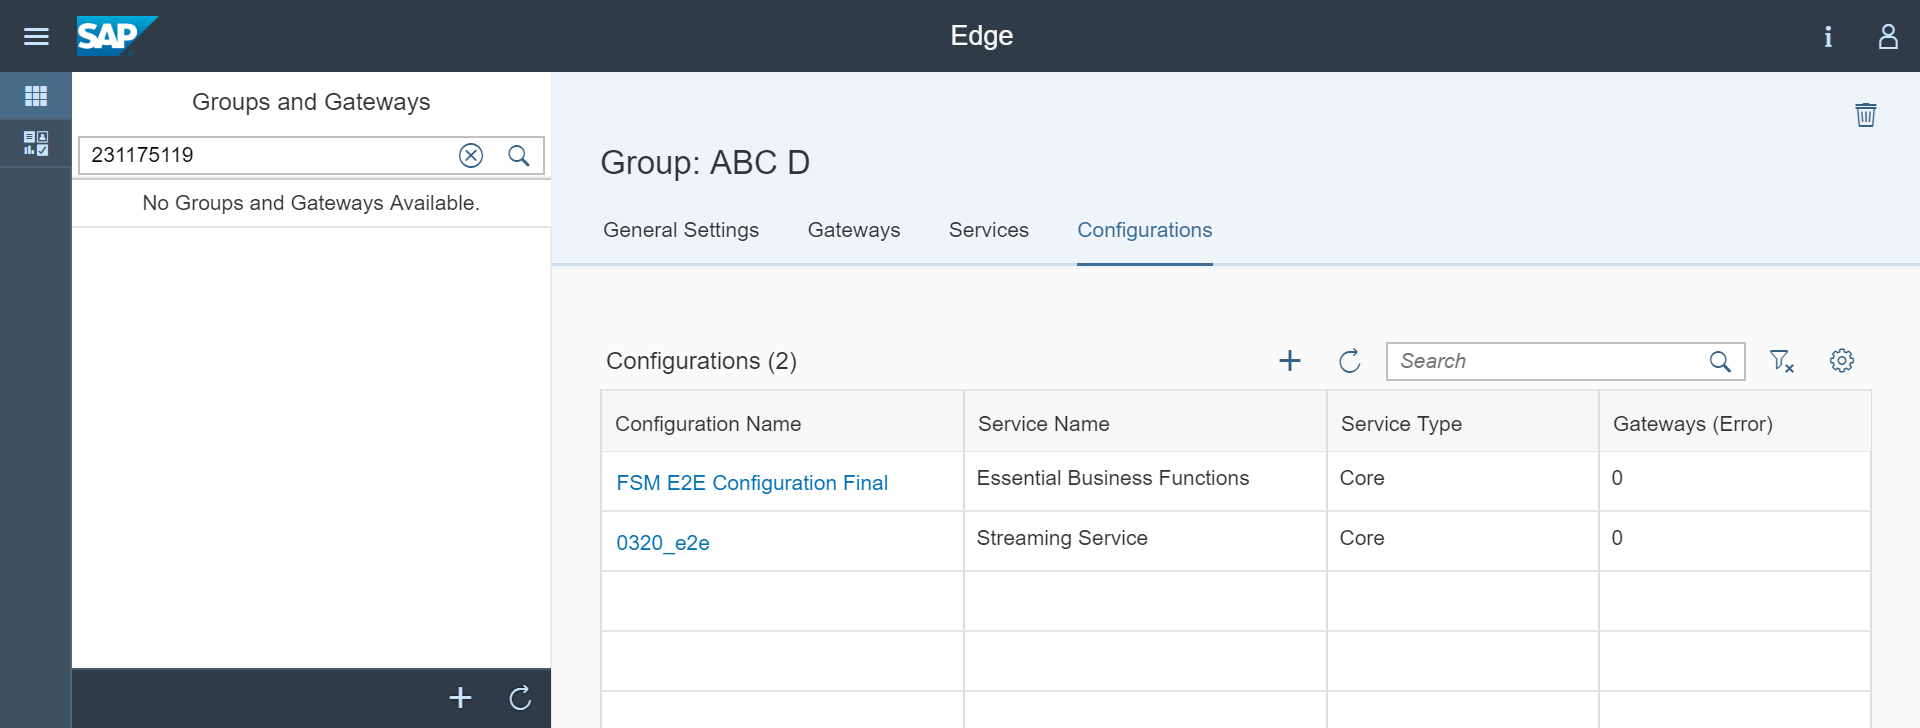 SAP
Edge
Groups and Gateways
231175119
No Groups and Gateways Available.
Group: ABC D
General Settings Gateways Services Configurations
Configurations (2)
Search
Configuration Name Service Name Service Type Gateways (Error)
FSM E2E Configuration Final Essential Business Functions Core 0
0320_e2e Streaming Service Core 0